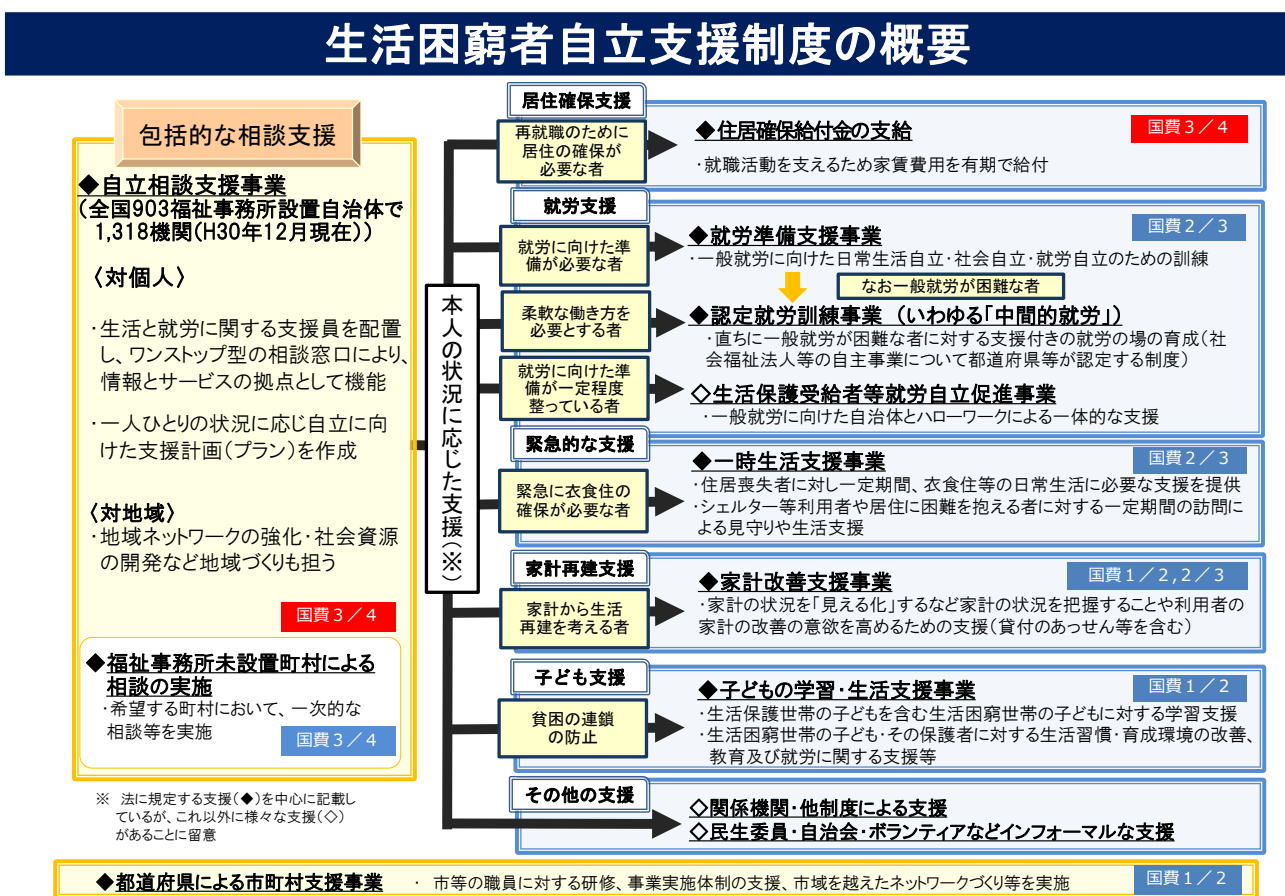 生活困窮者自立支援制度の概要
包括的な相談支援
◆自立相談支援事業
(全国903福祉事務所設置自治体で
1,318機関(H30年12月現在))
〈対個人〉
・生活と就労に関する支援員を配置
し、ワンストップ型の相談窓口により、
情報とサービスの拠点として機能
・一人ひとりの状況に応じ自立に向
けた支援計画(プラン)を作成
〈対地域〉
・地域ネットワークの強化・社会資源
の開発など地域づくりも担う
国費3/4
◆福祉事務所未設置町村による
相談の実施
・希望する町村において、一次的な
相談等を実施
国費3/4
※ 法に規定する支援(◆)を中心に記載し
ているが、これ以外に様々な支援(◇)
があることに留意
本人の状況に応じた支援(※)
居住確保支援
再就職のために
居住の確保が
必要な者
◆住居確保給付金の支給
国費3/4
・就職活動を支えるため家賃費用を有期で給付
就労支援
就労に向けた準
備が必要な者
◆就労準備支援事業
国費2/3
・一般就労に向けた日常生活自立・社会自立・就労自立のための訓練
なお一般就労が困難な者
柔軟な働き方を
必要とする者
◆認定就労訓練事業 (いわゆる「中間的就労」)
・直ちに一般就労が困難な者に対する支援付きの就労の場の育成(社
会福祉法人等の自主事業について都道府県等が認定する制度)
就労に向けた準
備が一定程度
整っている者
◇生活保護受給者等就労自立促進事業
・一般就労に向けた自治体とハローワークによる一体的な支援
緊急的な支援
緊急に衣食住の
確保が必要な者
◆一時生活支援事業
国費2/3
・住居喪失者に対し一定期間、衣食住等の日常生活に必要な支援を提供
・シェルター等利用者や居住に困難を抱える者に対する一定期間の訪問に
よる見守りや生活支援
家計再建支援
家計から生活
再建を考える者
◆家計改善支援事業
国費1/2,2/3
・家計の状況を「見える化」するなど家計の状況を把握することや利用者の
家計の改善の意欲を高めるための支援(貸付のあっせん等を含む)
子ども支援
貧困の連鎖
の防止
◆子どもの学習・生活支援事業
国費1/2
・生活保護世帯の子どもを含む生活困窮世帯の子どもに対する学習支援
・生活困窮世帯の子ども・その保護者に対する生活習慣・育成環境の改善、
教育及び就労に関する支援等
その他の支援
◇関係機関・他制度による支援
◇民生委員・自治会・ボランティアなどインフォーマルな支援
◆都道府県による市町村支援事業 ・ 市等の職員に対する研修、事業実施体制の支援、市域を越えたネットワークづくり等を実施
国費1/2